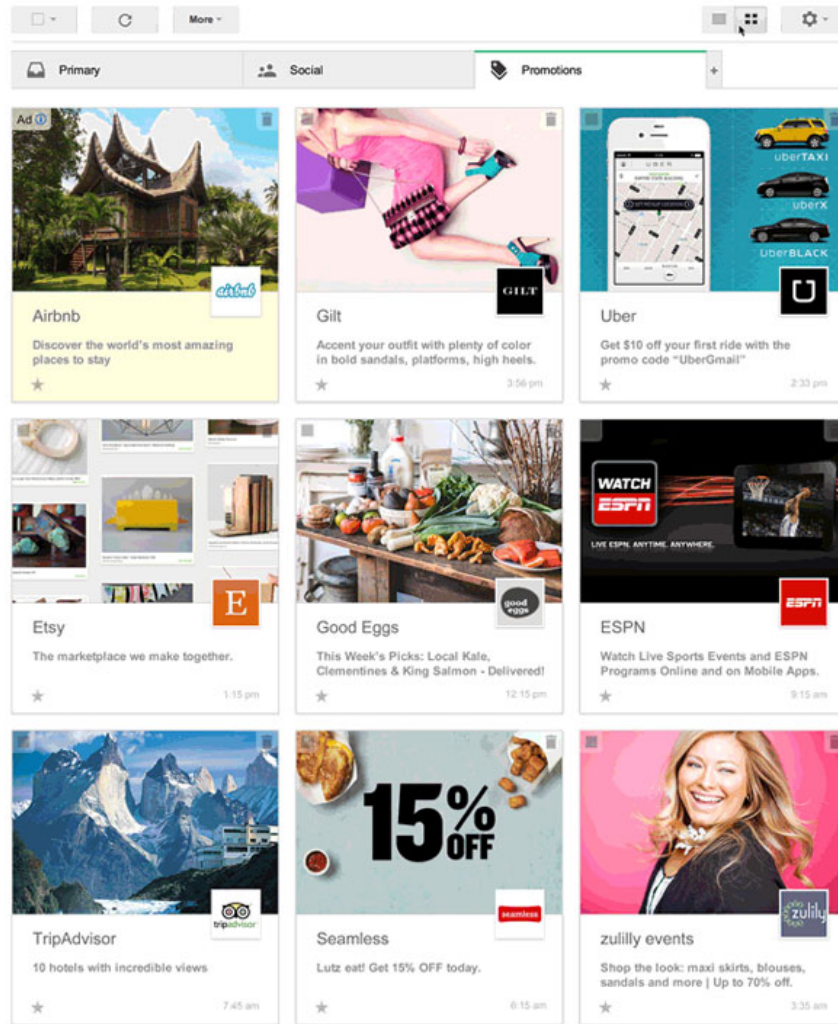 More
Primary
Social
Promotions
+
Ad
airbnb
Airbnb
Discover the world's most amazing
places to stay
GILT
Gilt
Accent your outfit with plenty of color
in bold sandals, platforms, high heels.
3:56 pm
UBER
SET PICKUP LOCATION
uberTAXI
uberX
UberBLACK
U
Uber
Get $10 off your first ride with the
promo code "UberGmail"
2:33 pm
E
Etsy
The marketplace we make together.
1:15 pm
good
eggs
Good Eggs
This Week's Picks: Local Kale,
Clementines & King Salmon - Delivered!
12:15 pm
WATCH
ESPN
LIVE ESPN. ANYTIME. ANYWHERE.
ESPN
ESPN
Watch Live Sports Events and ESPN
Programs Online and on Mobile Apps.
9:15 am
tripadvisor
TripAdvisor
10 hotels with incredible views
7:45 am
15%
OFF
seamless
Seamless
Lutz eat! Get 15% OFF today.
6:15 am
zulily
zulilly events
Shop the look: maxi skirts, blouses,
sandals and more | Up to 70% off.
3:35 am